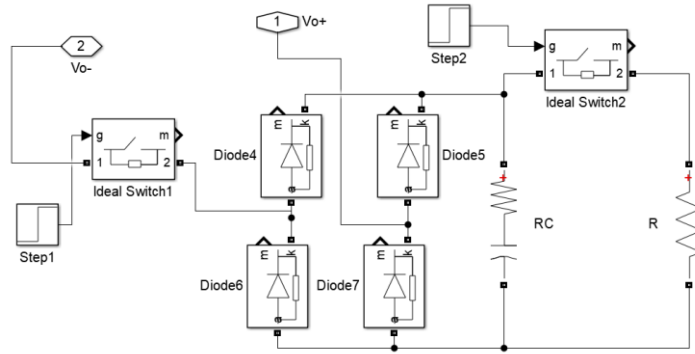 1
Vo+
2
Vo-
Step2
g
m
1
2
Ideal Switch2
g
m
1
2
Ideal Switch1
Step1
m
k
a
Diode4
m
k
a
Diode5
RC
R
m
k
a
Diode6
m
k
a
Diode7
+
+